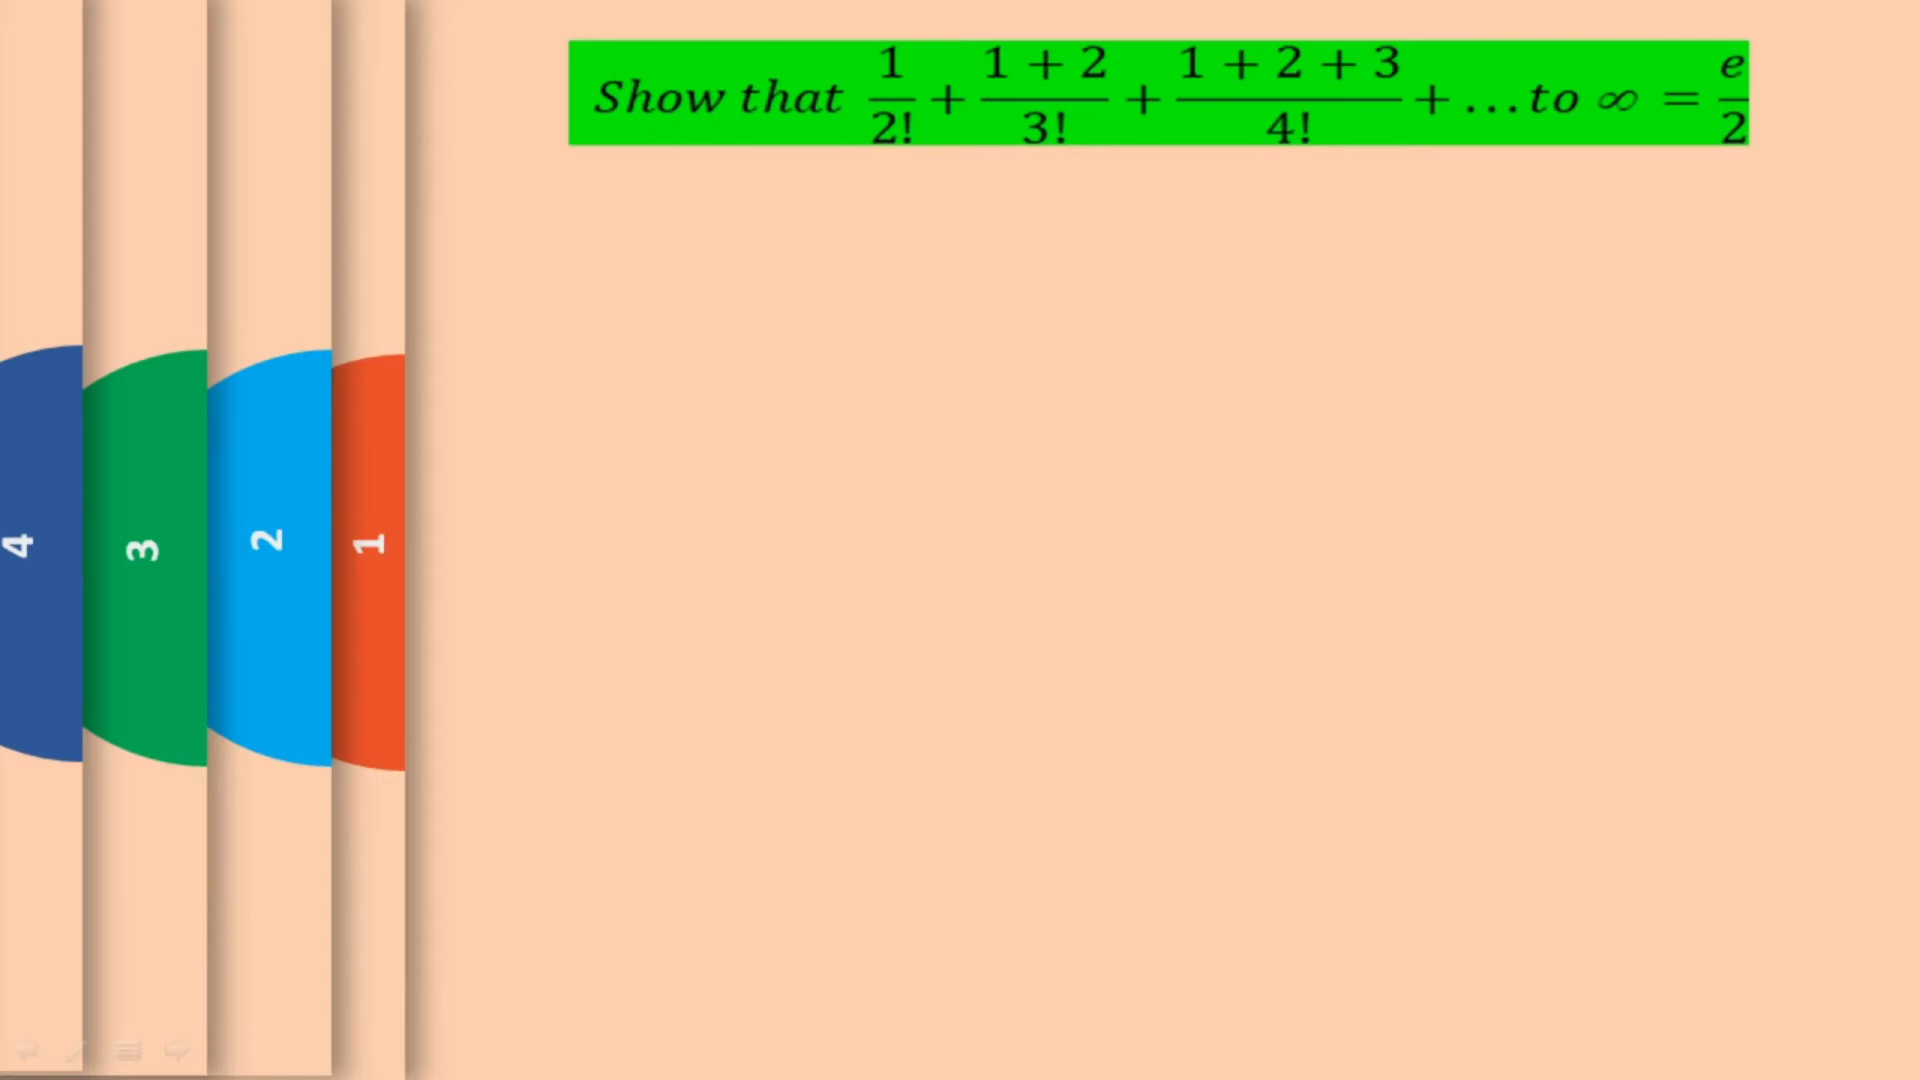 Show that 1/2! + (1 + 2)/3! + (1 + 2 + 3)/4! + ... to ∞ = e/2
4
3
2
1